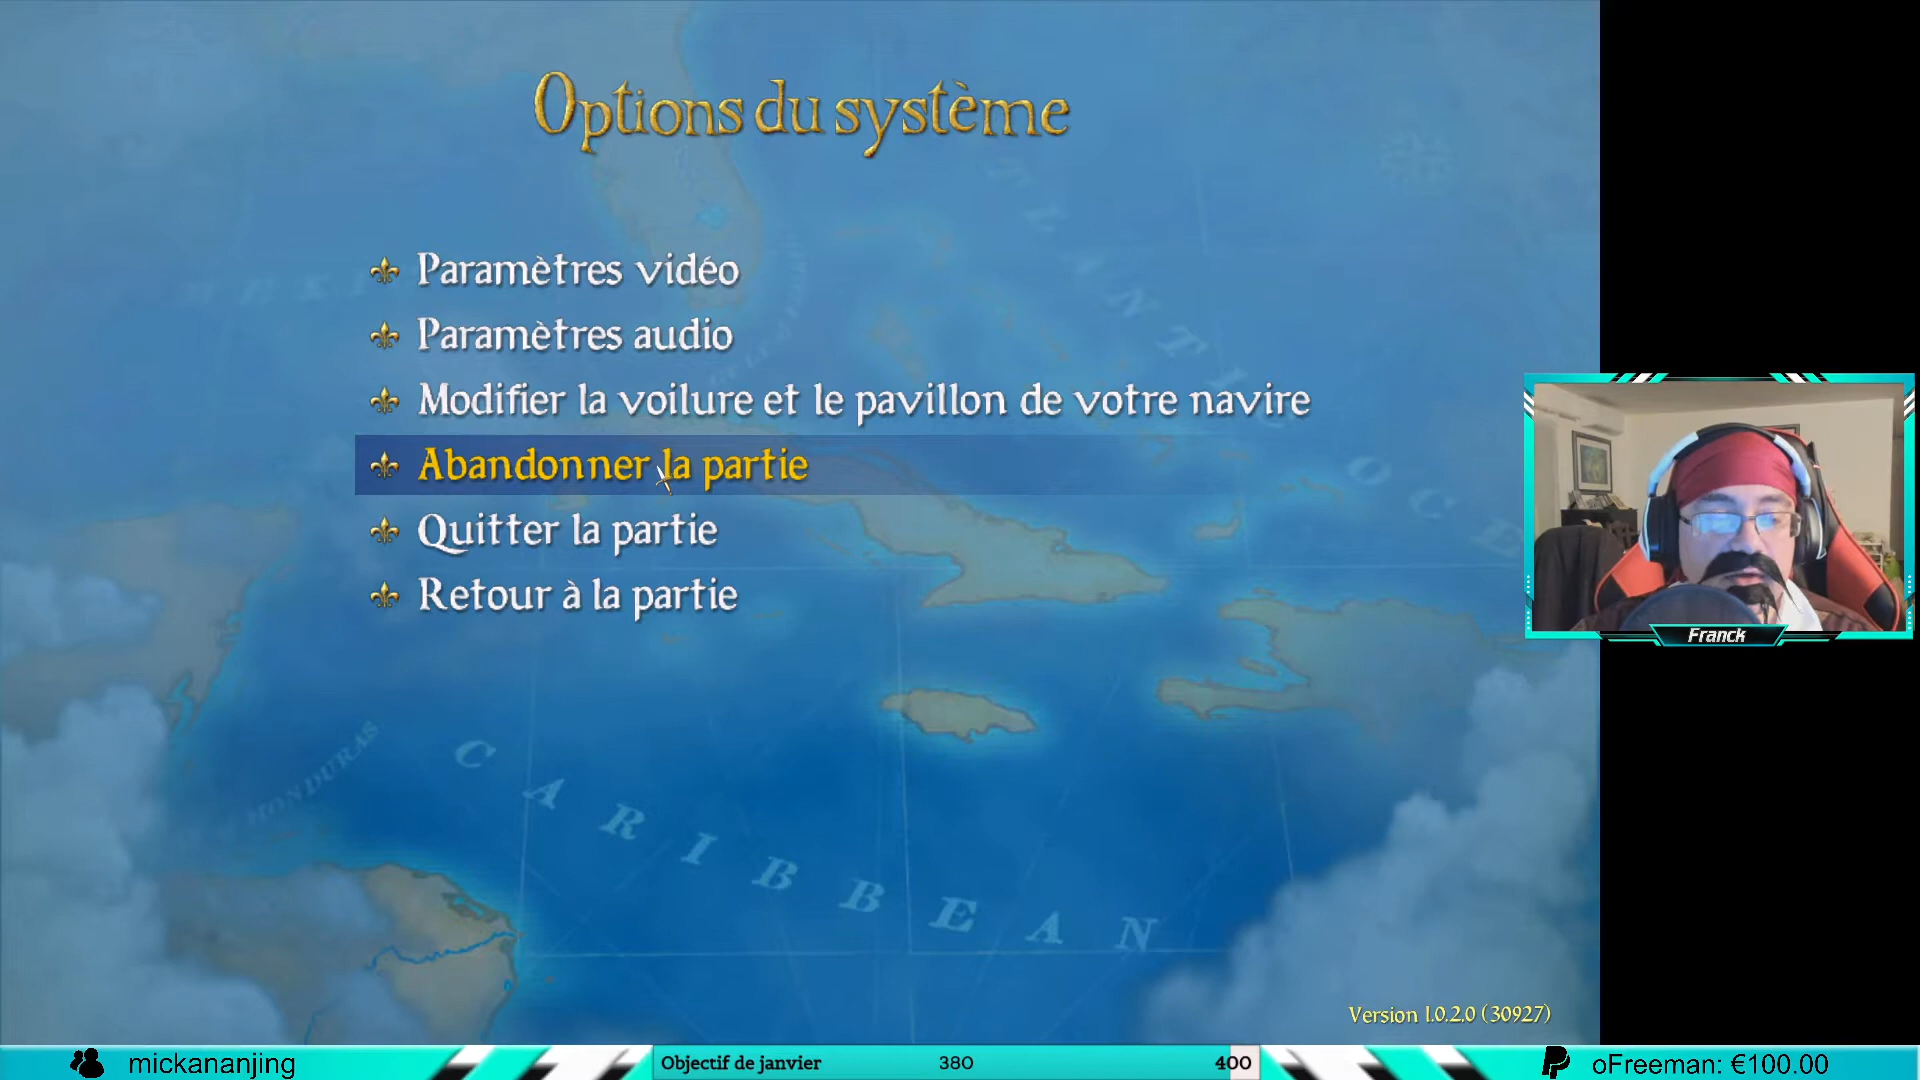 Options du système
Paramètres vidéo
Paramètres audio
Modifier la voilure et le pavillon de votre navire
Abandonner la partie
Quitter la partie
Retour à la partie
HONDURAS
CARIBBEAN
Franck
Version 1.0.2.0 (30927)
mickananjing
Objectif de janvier 380 400
oFreeman: €100.00